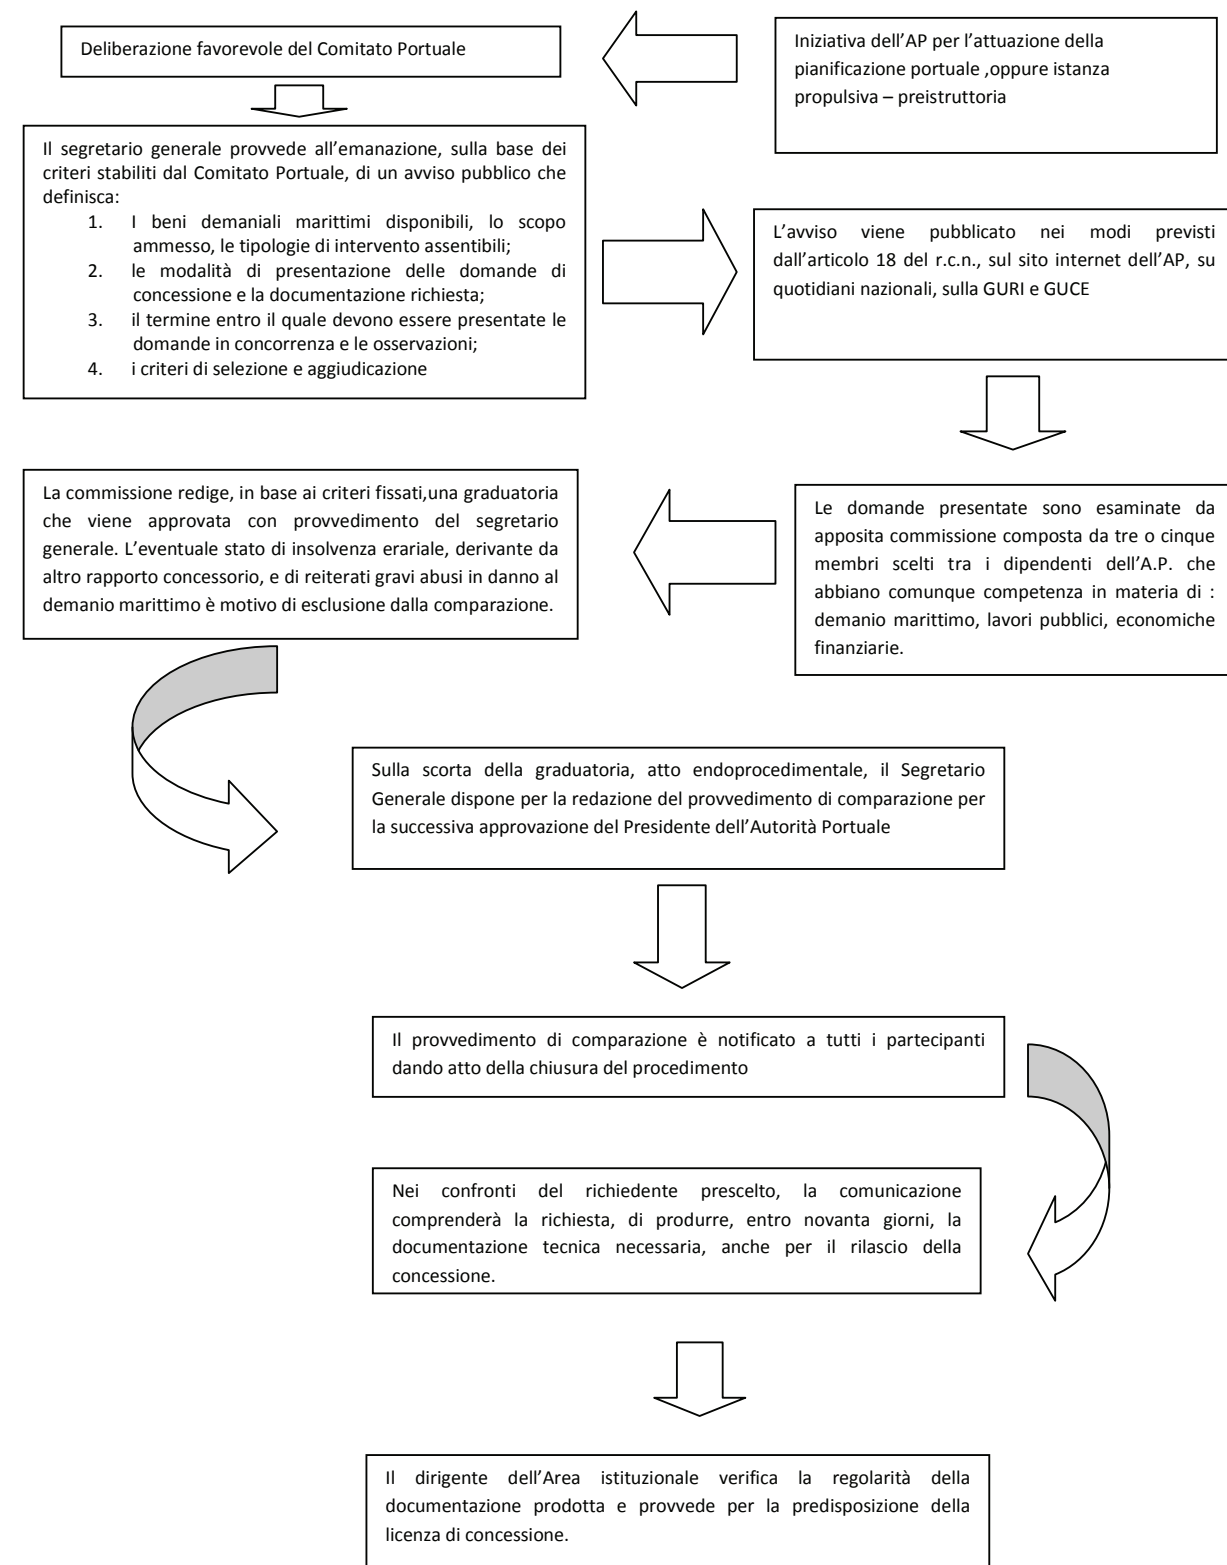 Iniziativa dell’AP per l’attuazione della
pianificazione portuale ,oppure istanza
propulsiva – preistruttoria
Deliberazione favorevole del Comitato Portuale
Il segretario generale provvede all’emanazione, sulla base dei
criteri stabiliti dal Comitato Portuale, di un avviso pubblico che
definisca:
1. I beni demaniali marittimi disponibili, lo scopo
ammesso, le tipologie di intervento assentibili;
2. le modalità di presentazione delle domande di
concessione e la documentazione richiesta;
3. il termine entro il quale devono essere presentate le
domande in concorrenza e le osservazioni;
4. i criteri di selezione e aggiudicazione
L’avviso viene pubblicato nei modi previsti
dall’articolo 18 del r.c.n., sul sito internet dell’AP, su
quotidiani nazionali, sulla GURI e GUCE
Le domande presentate sono esaminate da
apposita commissione composta da tre o cinque
membri scelti tra i dipendenti dell’A.P. che
abbiano comunque competenza in materia di :
demanio marittimo, lavori pubblici, economiche
finanziarie.
La commissione redige, in base ai criteri fissati,una graduatoria
che viene approvata con provvedimento del segretario
generale. L’eventuale stato di insolvenza erariale, derivante da
altro rapporto concessorio, e di reiterati gravi abusi in danno al
demanio marittimo è motivo di esclusione dalla comparazione.
Sulla scorta della graduatoria, atto endoprocedimentale, il Segretario
Generale dispone per la redazione del provvedimento di comparazione per
la successiva approvazione del Presidente dell’Autorità Portuale
Il provvedimento di comparazione è notificato a tutti i partecipanti
dando atto della chiusura del procedimento
Nei confronti del richiedente prescelto, la comunicazione
comprenderà la richiesta, di produrre, entro novanta giorni, la
documentazione tecnica necessaria, anche per il rilascio della
concessione.
Il dirigente dell’Area istituzionale verifica la regolarità della
documentazione prodotta e provvede per la predisposizione della
licenza di concessione.